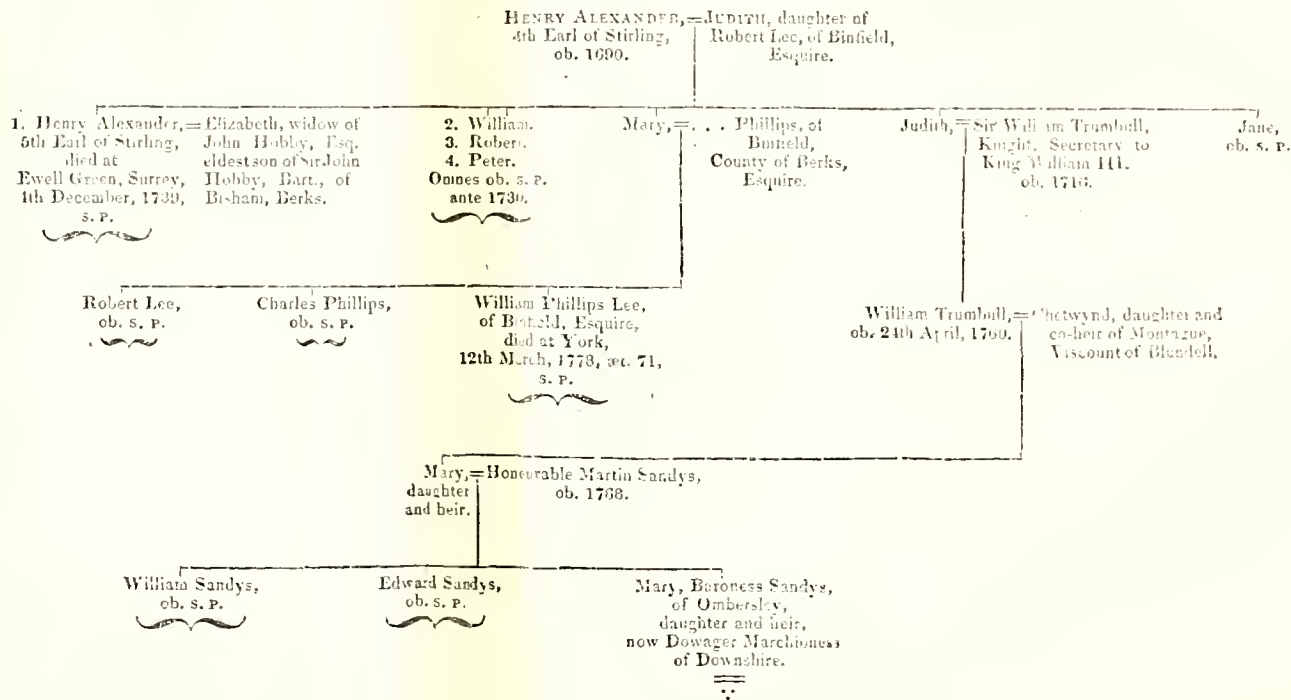 HENRY ALEXANDER,=JUDITH, daughter of
4th Earl of Stirling, Robert Lee, of Binfield,
ob. 1690. Esquire.
1. Henry Alexander,=Elizabeth, widow of
5th Earl of Stirling, John Hobby, Esq.
died at eldest son of Sir John
Ewell Green, Surrey, Hobby, Bart., of
4th December, 1739, Bisham, Berks.
S. P.
2. William.
3. Robert.
4. Peter.
Omnes ob. S. P.
ante 1739.
Mary,=. . . Phillips, of
Binfield,
County of Berks,
Esquire.
Judith,=Sir William Trumbull,
Knight, Secretary to
King William III.
ob. 1716.
Jane,
ob. S. P.
Robert Lee,
ob. S. P.
Charles Phillips,
ob. S. P.
William Phillips Lee,
of Binfield, Esquire,
died at York,
12th March, 1778, æt. 71,
S. P.
William Trumbull,=Chetwynd, daughter and
ob. 24th April, 1760. co-heir of Montague,
Viscount of Blundell.
Mary,=Honourable Martin Sandys,
daughter ob. 1768.
and heir.
William Sandys,
ob. S. P.
Edward Sandys,
ob. S. P.
Mary, Baroness Sandys,
of Ombersley,
daughter and heir,
now Dowager Marchioness
of Downshire.